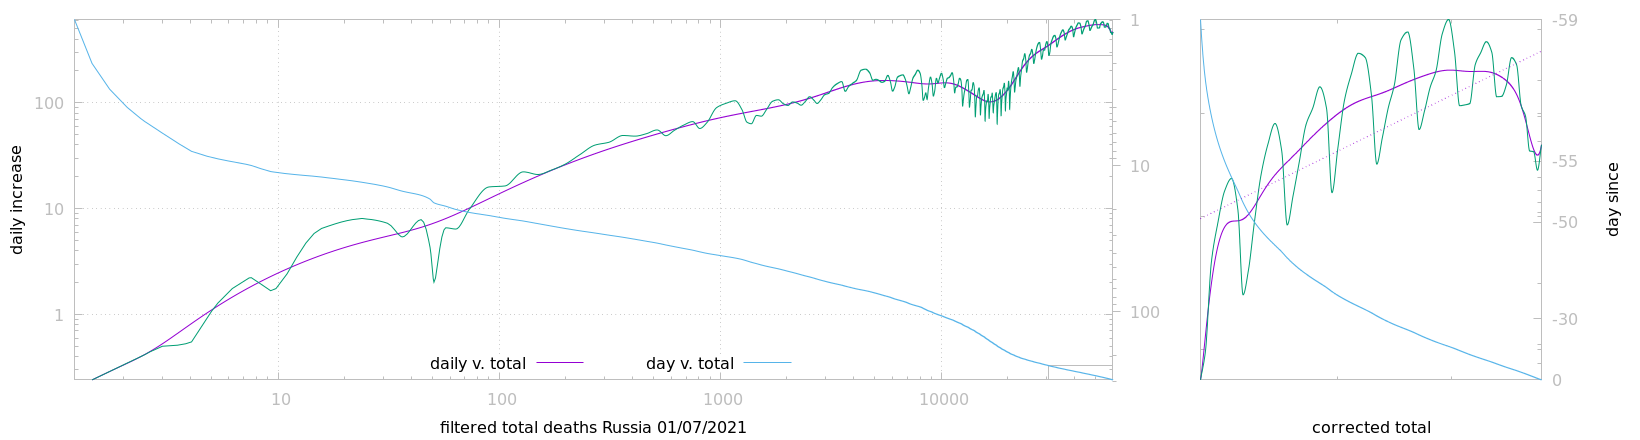 daily increase
100
10
1
10
100
1000
10000
filtered total deaths Russia 01/07/2021
daily v. total
day v. total
1
10
100
corrected total
-59
-55
-50
-30
0
day since